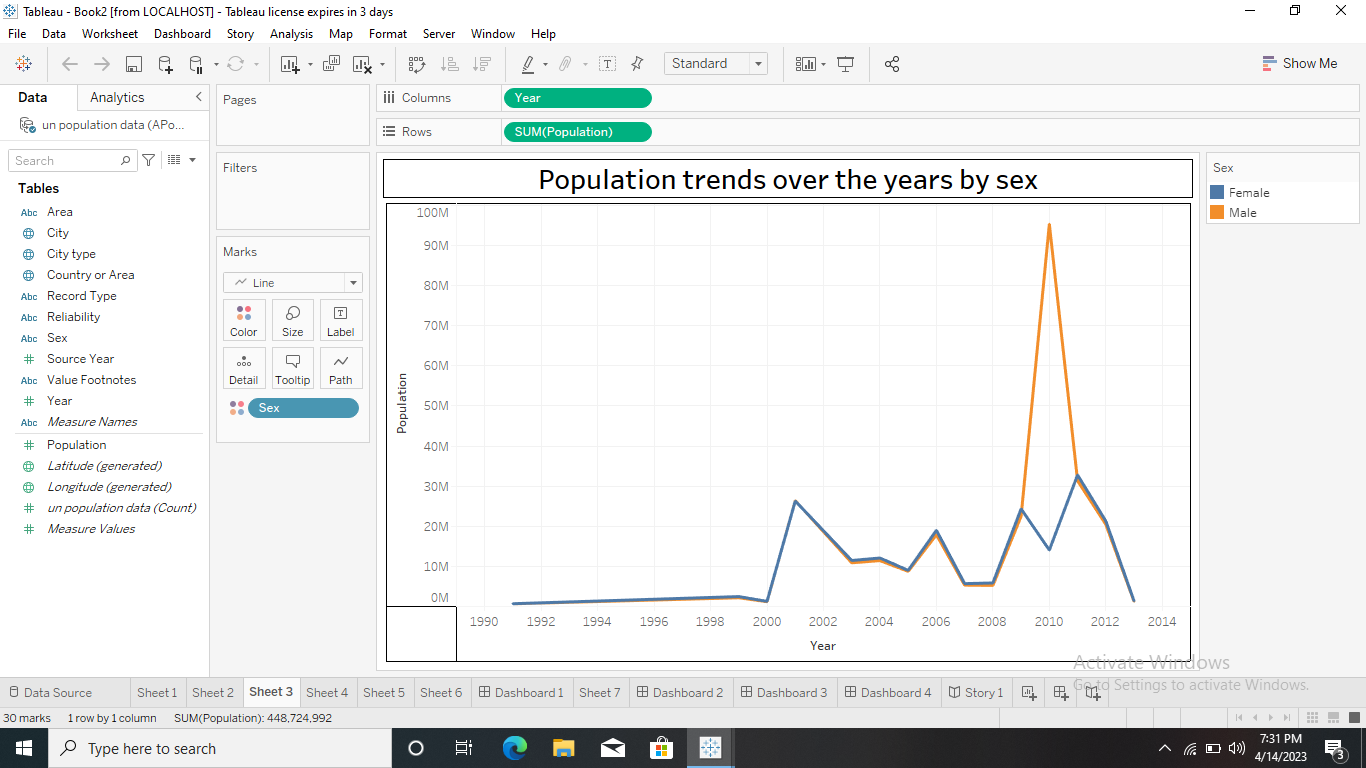 Tableau - Book2 [from LOCALHOST] - Tableau license expires in 3 days
File Data Worksheet Dashboard Story Analysis Map Format Server Window Help
Standard
Show Me
Data Analytics
un population data (APo...
Search
Tables
Abc Area
City
City type
Country or Area
Abc Record Type
Abc Reliability
Abc Sex
Source Year
Abc Value Footnotes
Year
Abc Measure Names
Population
Latitude (generated)
Longitude (generated)
un population data (Count)
Measure Values
Pages
Filters
Marks
Line
Color Size Label
Detail Tooltip Path
Sex
Columns Year
Rows SUM(Population)
Population trends over the years by sex
100M
90M
80M
70M
60M
50M
40M
30M
20M
10M
0M
Population
1990 1992 1994 1996 1998 2000 2002 2004 2006 2008 2010 2012 2014
Year
Sex
Female
Male
Activate Windows
Go to Settings to activate Windows.
Data Source Sheet 1 Sheet 2 Sheet 3 Sheet 4 Sheet 5 Sheet 6 Dashboard 1 Sheet 7 Dashboard 2 Dashboard 3 Dashboard 4 Story 1
30 marks 1 row by 1 column SUM(Population): 448,724,992
Type here to search
7:31 PM
4/14/2023
3